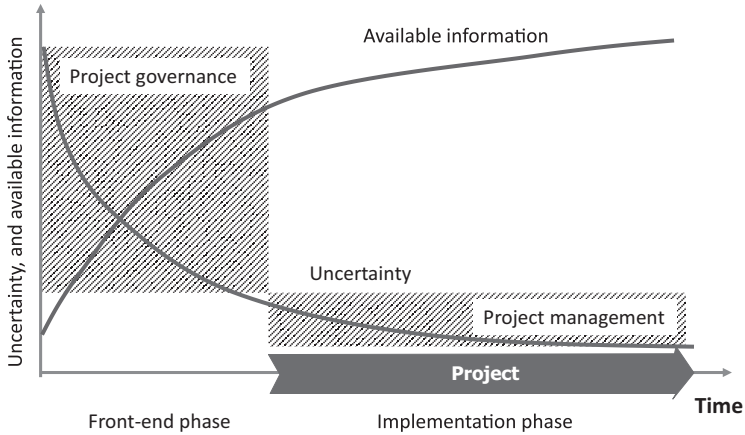 Available information
Project governance
Uncertainty, and available information
Uncertainty
Project management
Project
Time
Front-end phase
Implementation phase